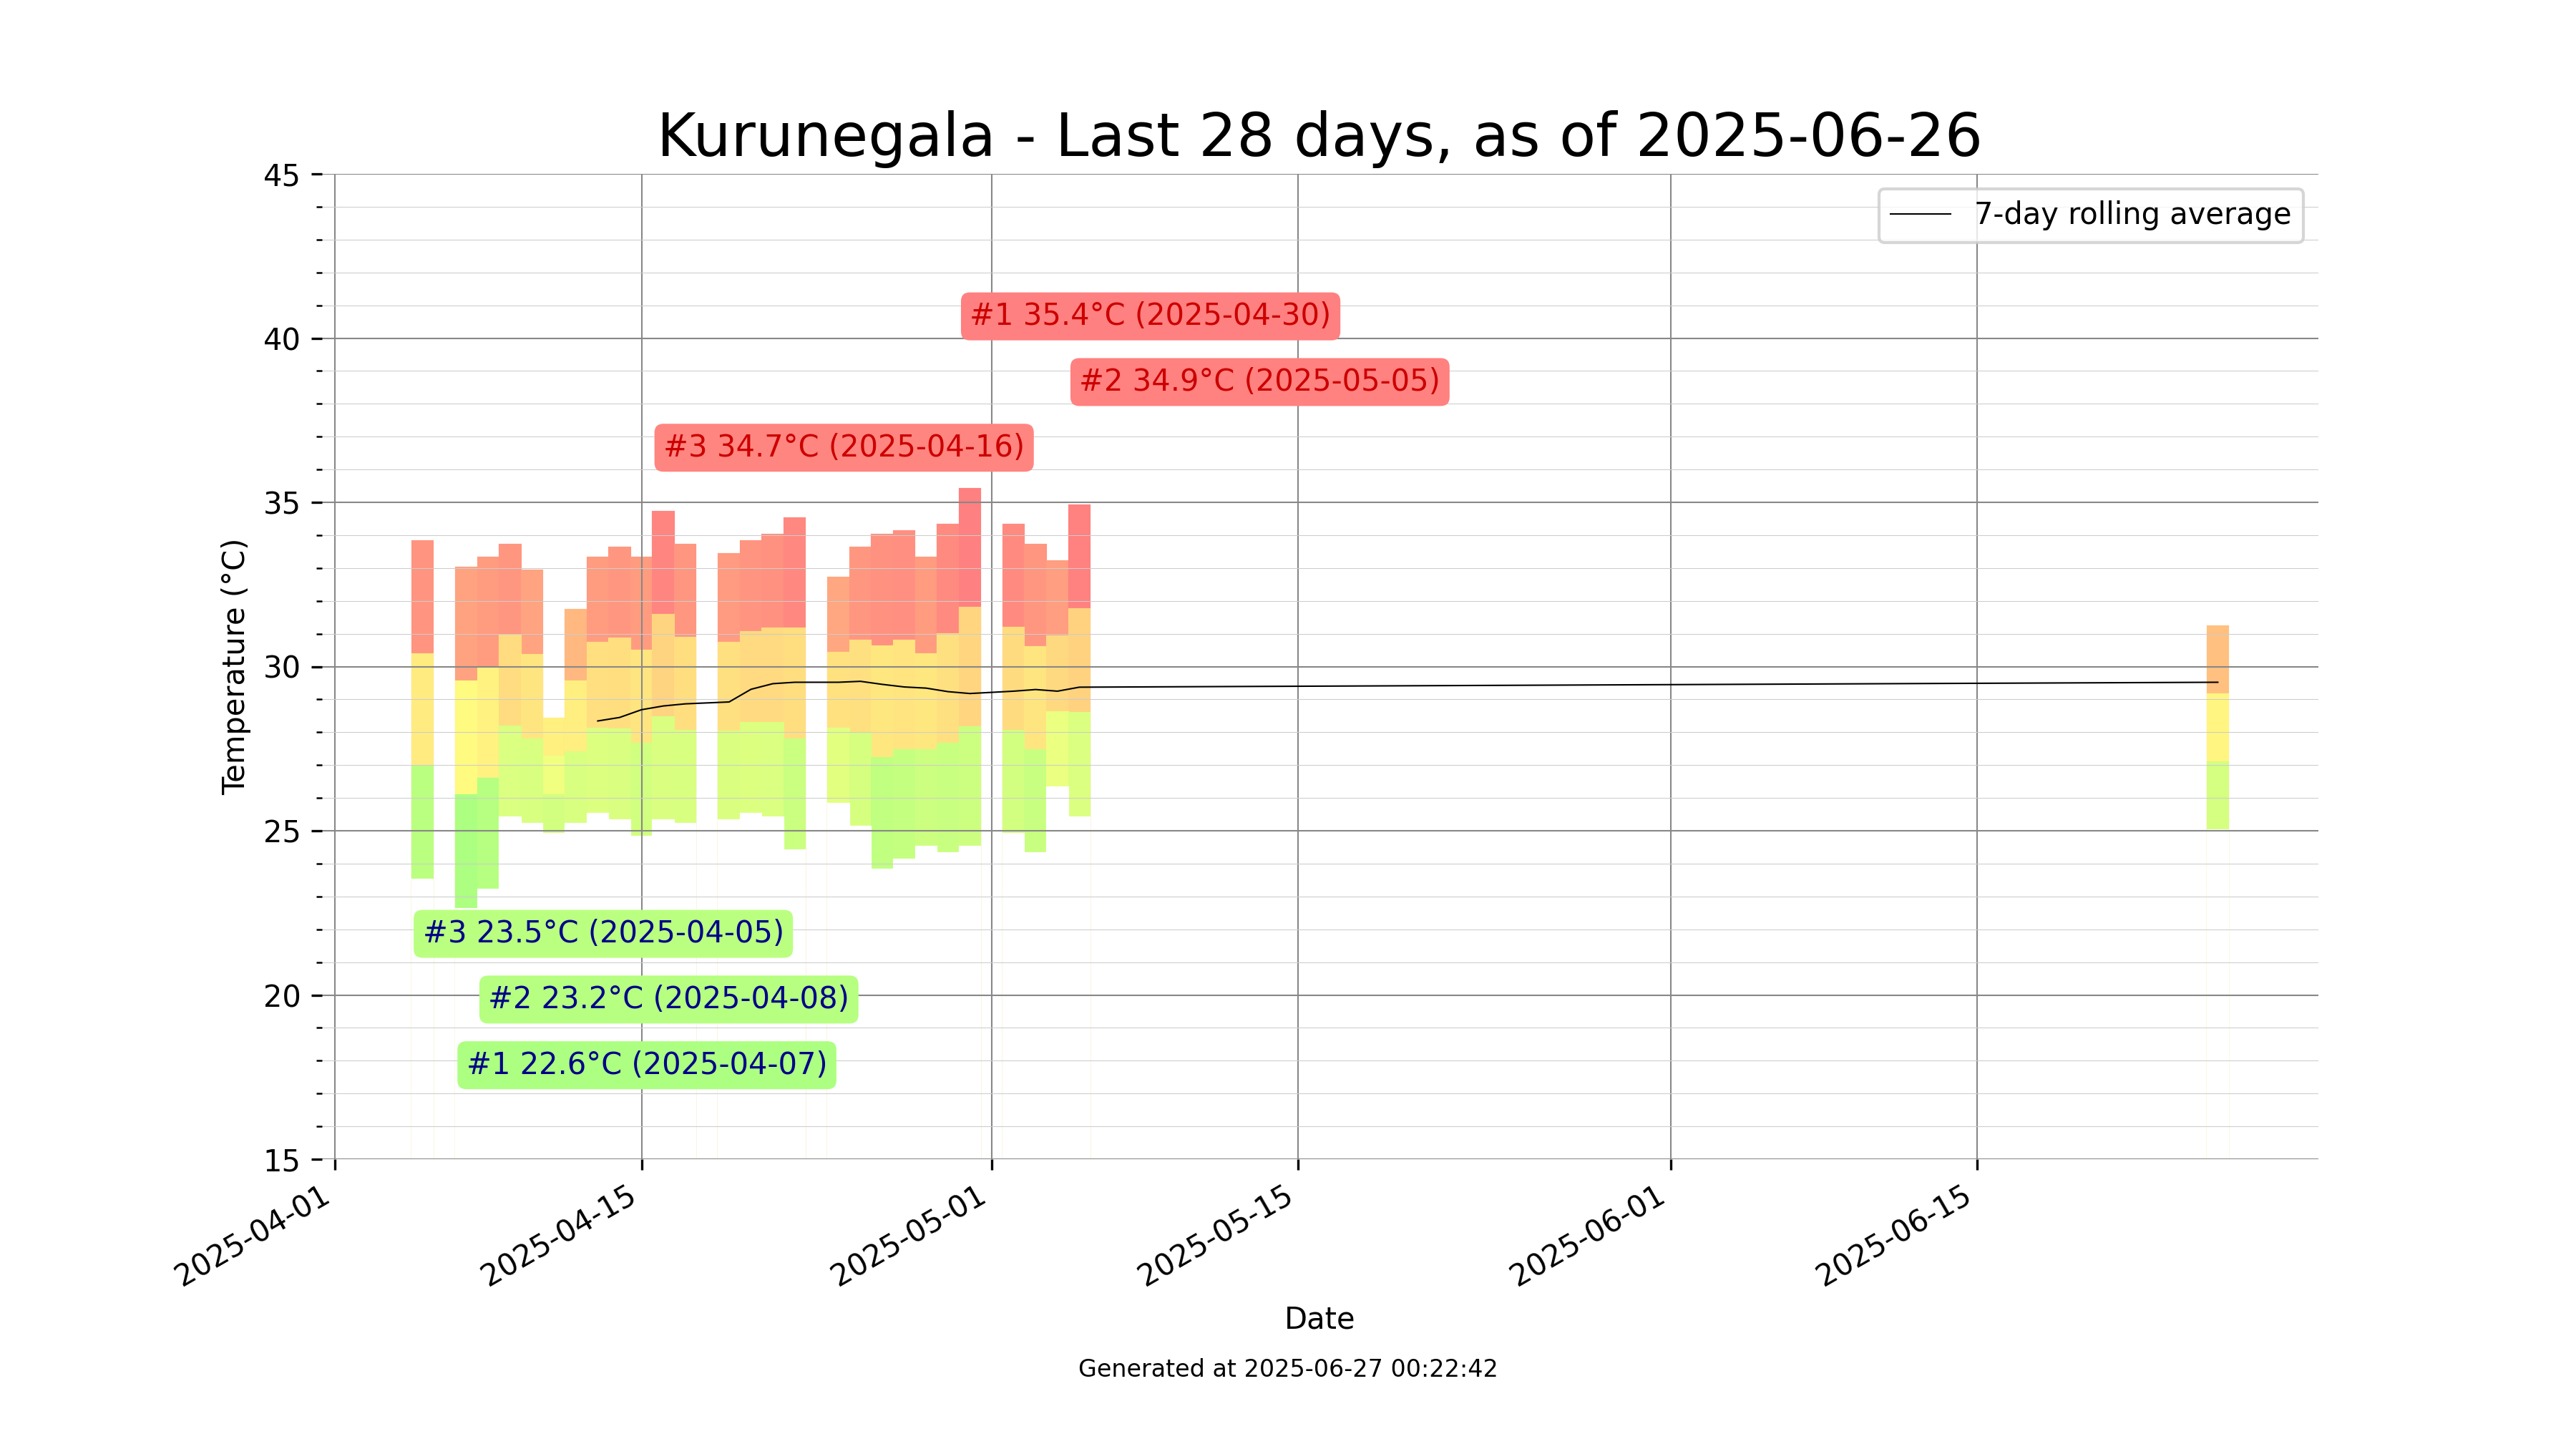 Kurunegala - Last 28 days, as of 2025-06-26
45
40
35
30
25
20
15
Temperature (°C)
7-day rolling average
#1 35.4°C (2025-04-30)
#2 34.9°C (2025-05-05)
#3 34.7°C (2025-04-16)
#3 23.5°C (2025-04-05)
#2 23.2°C (2025-04-08)
#1 22.6°C (2025-04-07)
2025-04-01
2025-04-15
2025-05-01
2025-05-15
2025-06-01
2025-06-15
Date
Generated at 2025-06-27 00:22:42